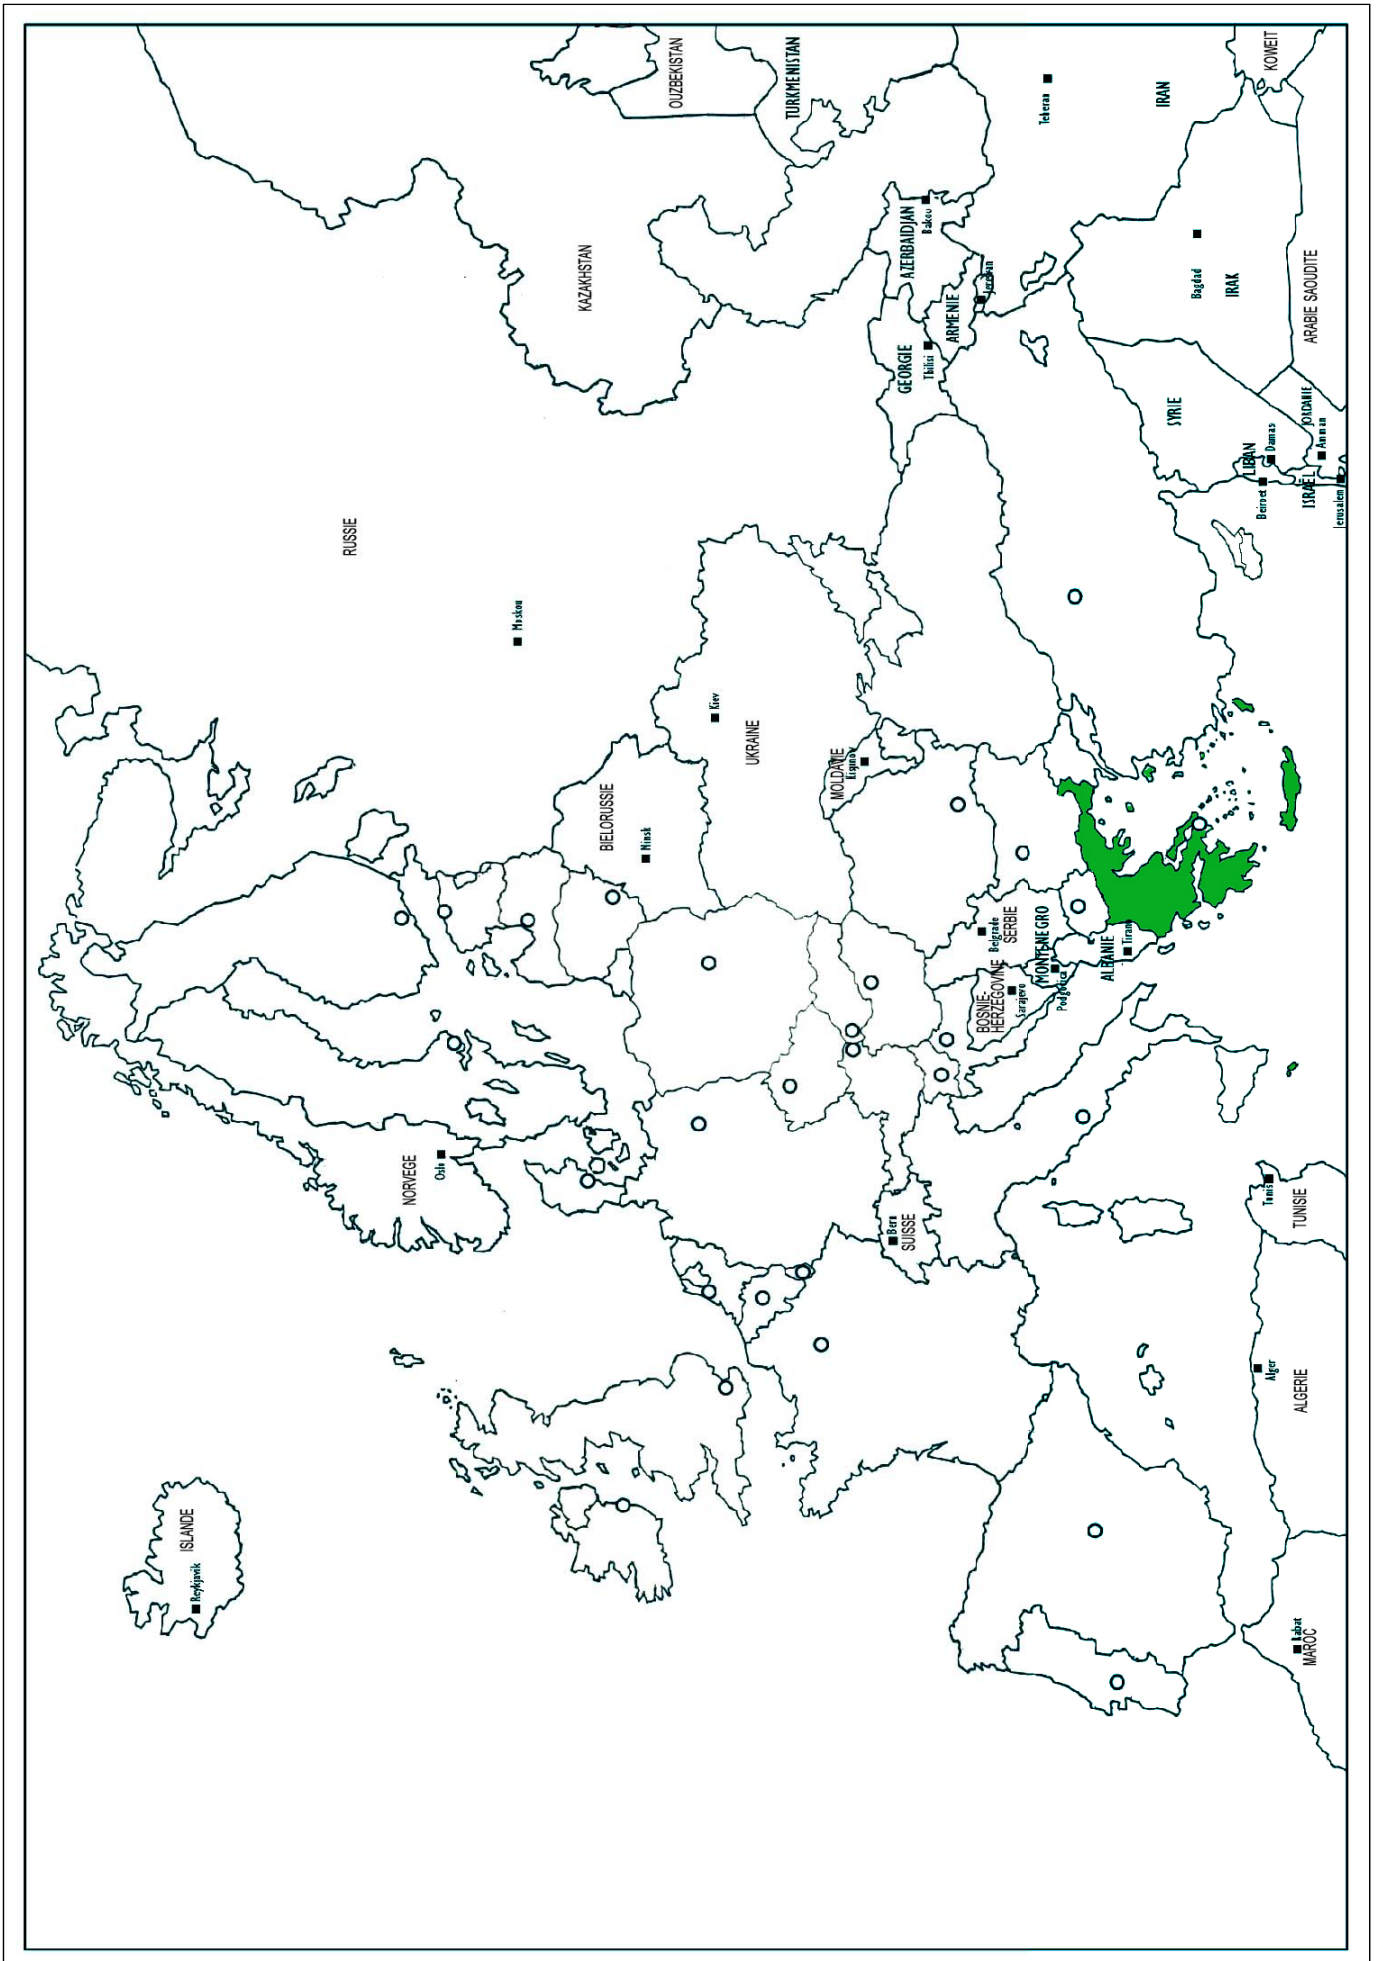 ISLANDE
Reykjavik
NORVEGE
Oslo
RUSSIE
Moskou
BIELORUSSIE
Minsk
UKRAINE
Kiev
MOLDAVIE
KAZAKHSTAN
OUZBEKISTAN
TURKMENISTAN
SUISSE
Bern
BOSNIE-
HERZEGOVINE
Sarajevo
SERBIE
Belgrade
MONTENEGRO
Podgorica
ALBANIE
Tirana
GEORGIE
Tbilisi
ARMENIE
Jerevan
AZERBAIDJAN
Bakou
IRAN
Teheran
IRAK
Bagdad
KOWEIT
ARABIE SAOUDITE
SYRIE
Damas
LIBAN
Beiroet
ISRAËL
Jerusalem
JORDANIE
Amman
TUNISIE
Tunis
ALGERIE
Alger
MAROC
Rabat